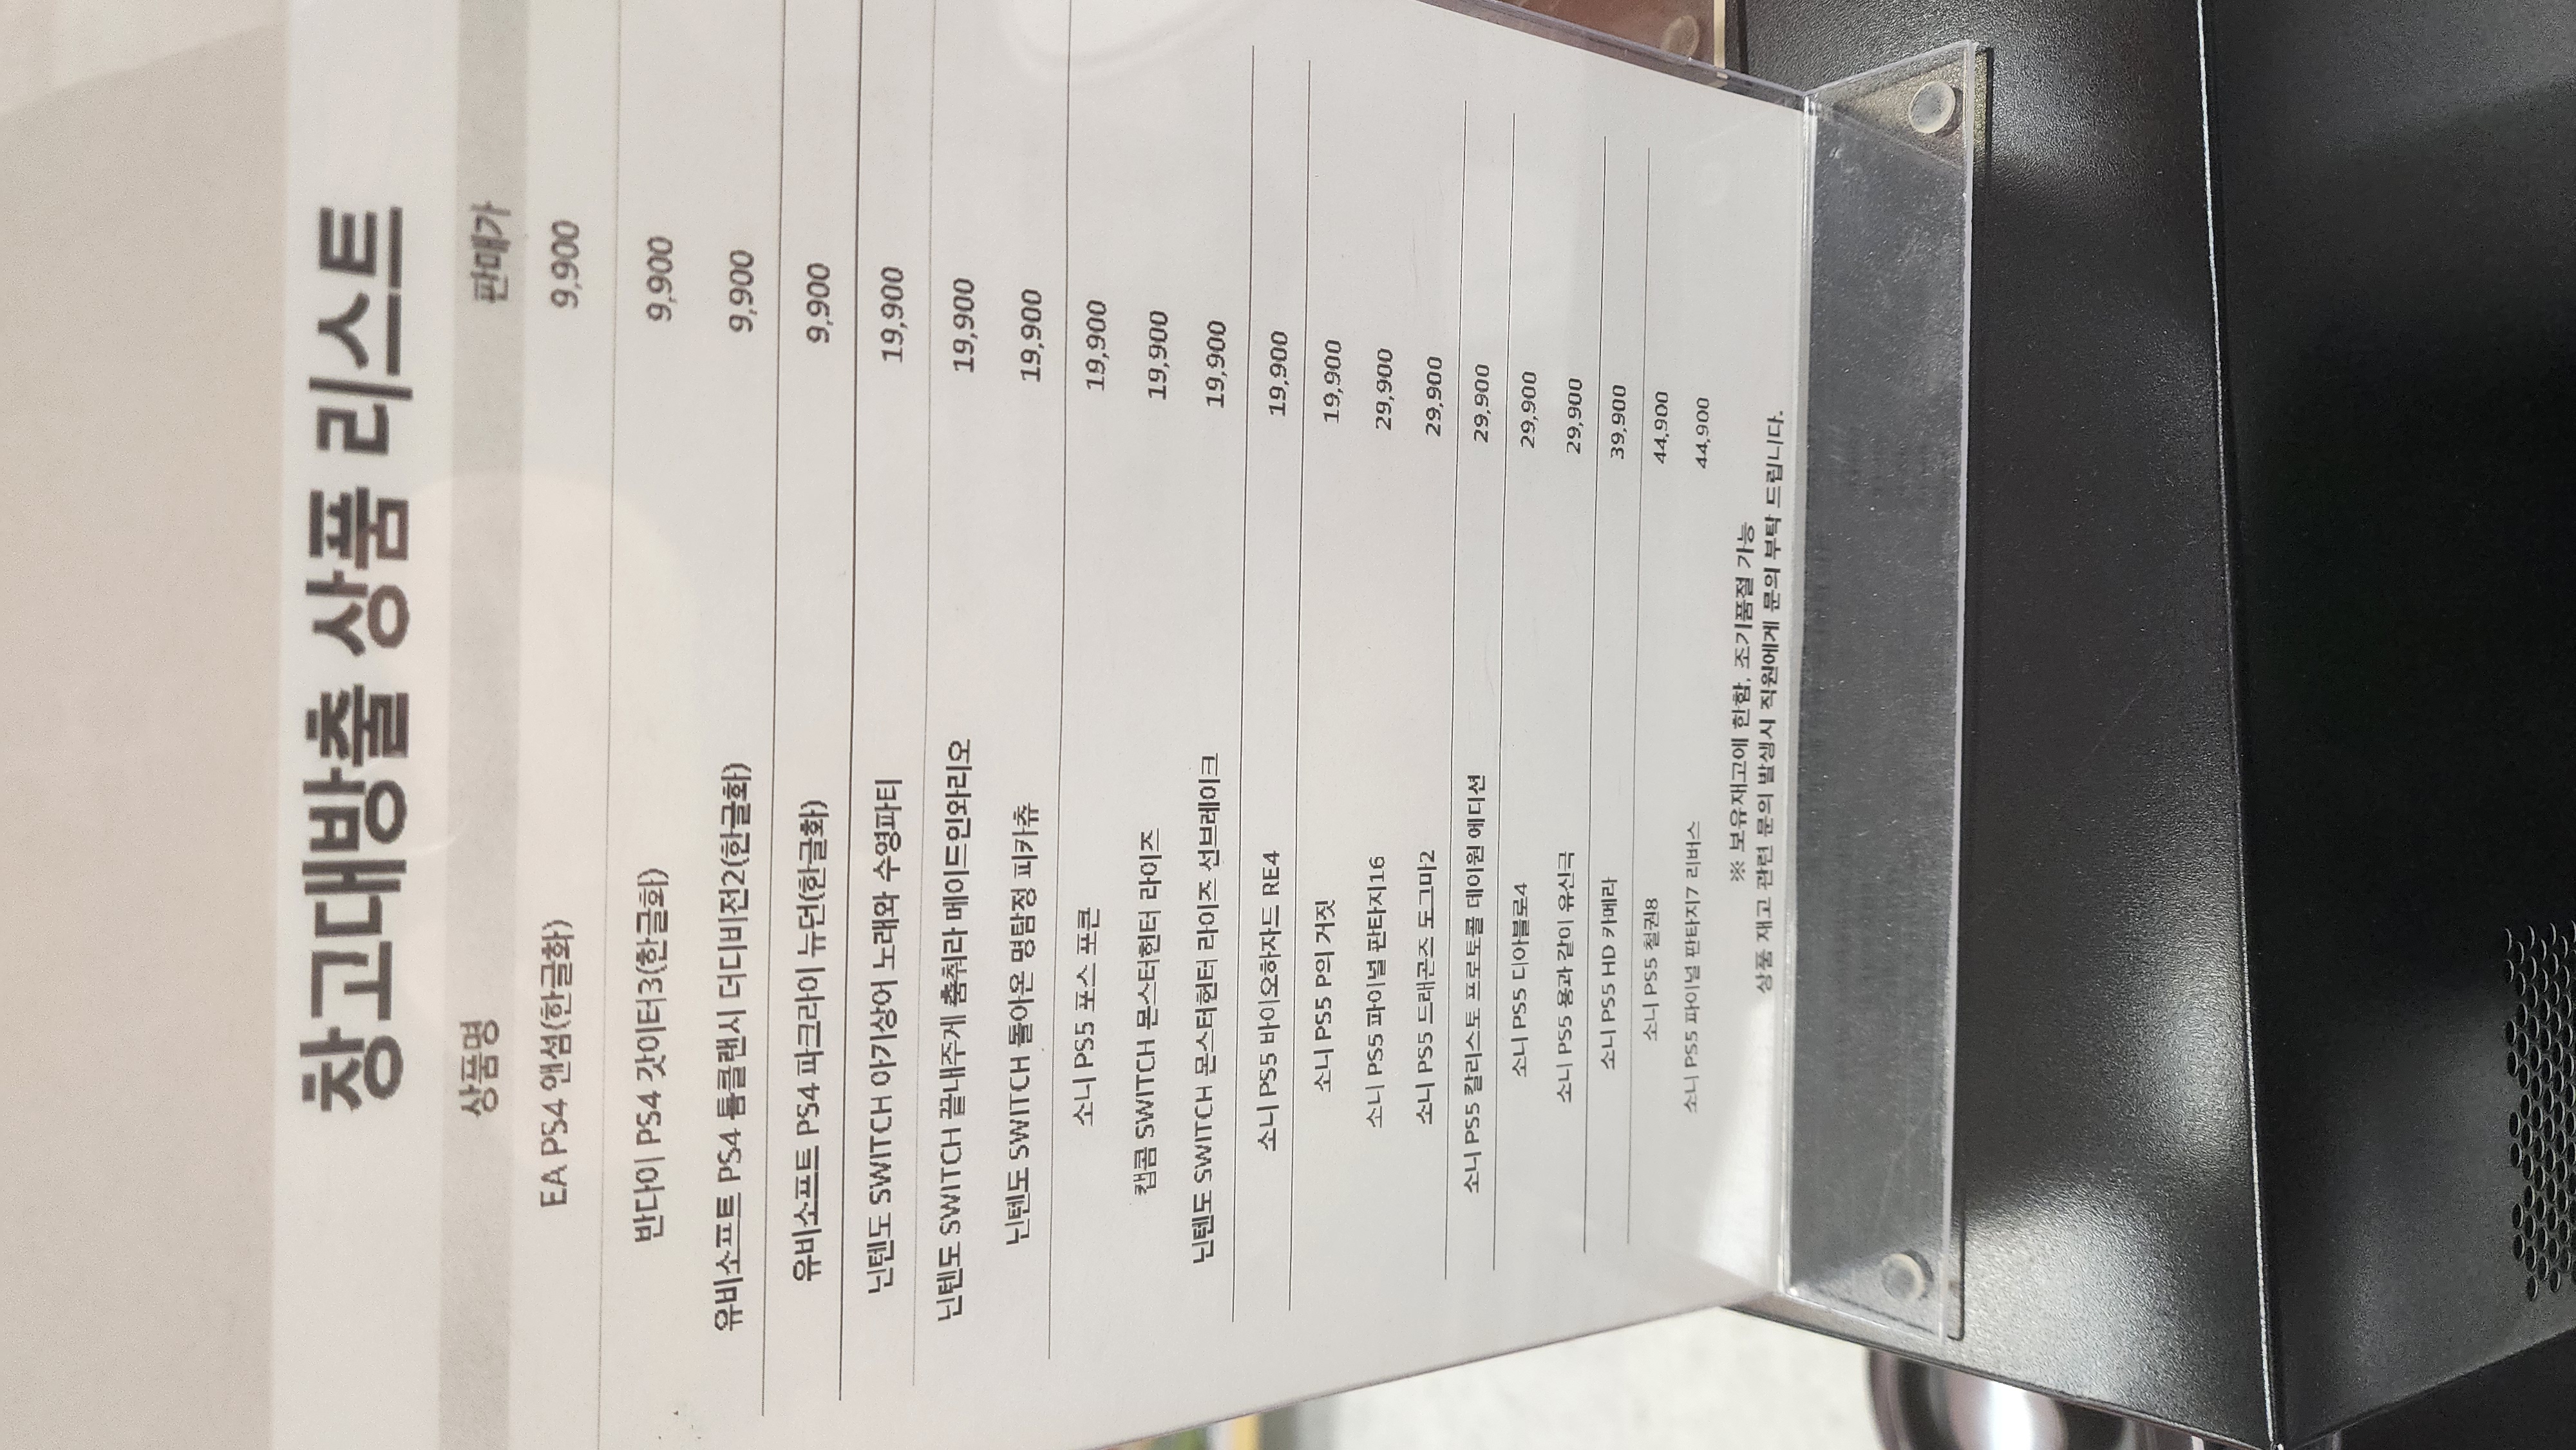 창고대방출 상품 리스트
상품명 판매가
EA PS4 앤섬(한글화) 9,900
반다이 PS4 갓이터3(한글화) 9,900
유비소프트 PS4 톰클랜시 더디비전2(한글화) 9,900
유비소프트 PS4 파크라이 뉴던(한글화) 9,900
닌텐도 SWITCH 아기상어 노래와 수영파티 19,900
닌텐도 SWITCH 끝내주게 춤춰라 메이드인와리오 19,900
닌텐도 SWITCH 돌아온 명탐정 피카츄 19,900
소니 PS5 포스 포큰 19,900
캡콤 SWITCH 몬스터헌터 라이즈 19,900
닌텐도 SWITCH 몬스터헌터 라이즈 선브레이크 19,900
소니 PS5 바이오하자드 RE4 19,900
소니 PS5 P의 거짓 19,900
소니 PS5 파이널 판타지16 29,900
소니 PS5 드래곤즈 도그마2 29,900
소니 PS5 칼리스토 프로토콜 데이원 에디션 29,900
소니 PS5 디아블로4 29,900
소니 PS5 용과 같이 유신극 29,900
소니 PS5 HD 카메라 39,900
소니 PS5 철권8 44,900
소니 PS5 파이널 판타지7 리버스 44,900
※ 보유재고에 한함, 조기품절 가능
상품 재고 관련 문의 발생시 직원에게 문의 부탁 드립니다.